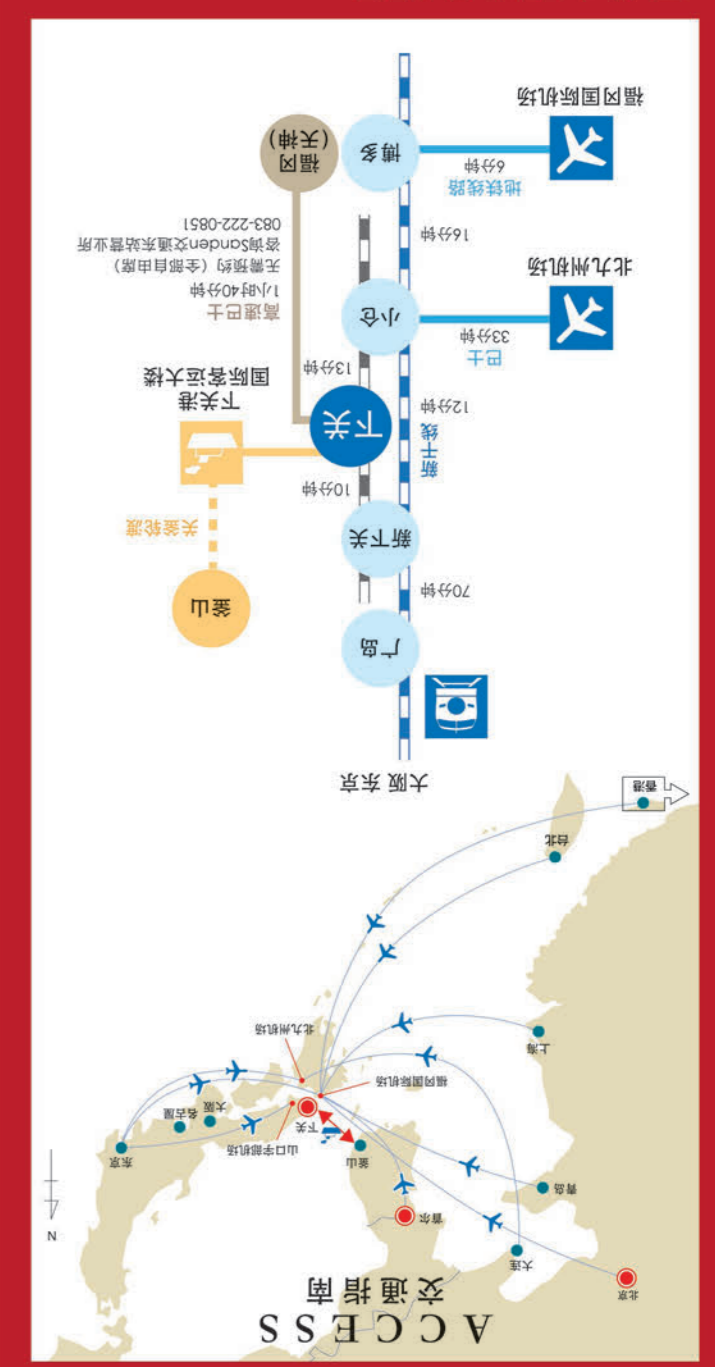 ACCESS
交通指南
N
北京
大连
首尔
青岛
釜山
下关
山口宇部机场
大阪
名古屋
东京
福冈国际机场
北九州机场
上海
台北
香港
大阪 东京
广岛
70分钟
新下关
釜山
关釜轮渡
10分钟
新干线
12分钟
下关
下关港
国际客运大楼
13分钟
巴士
33分钟
小仓
北九州机场
高速巴士
1小时40分钟
无需预约（全部自由席）
咨询Sanden交通东站营业所
083-222-0851
16分钟
地铁线路
6分钟
博多
福冈
(天神)
福冈国际机场